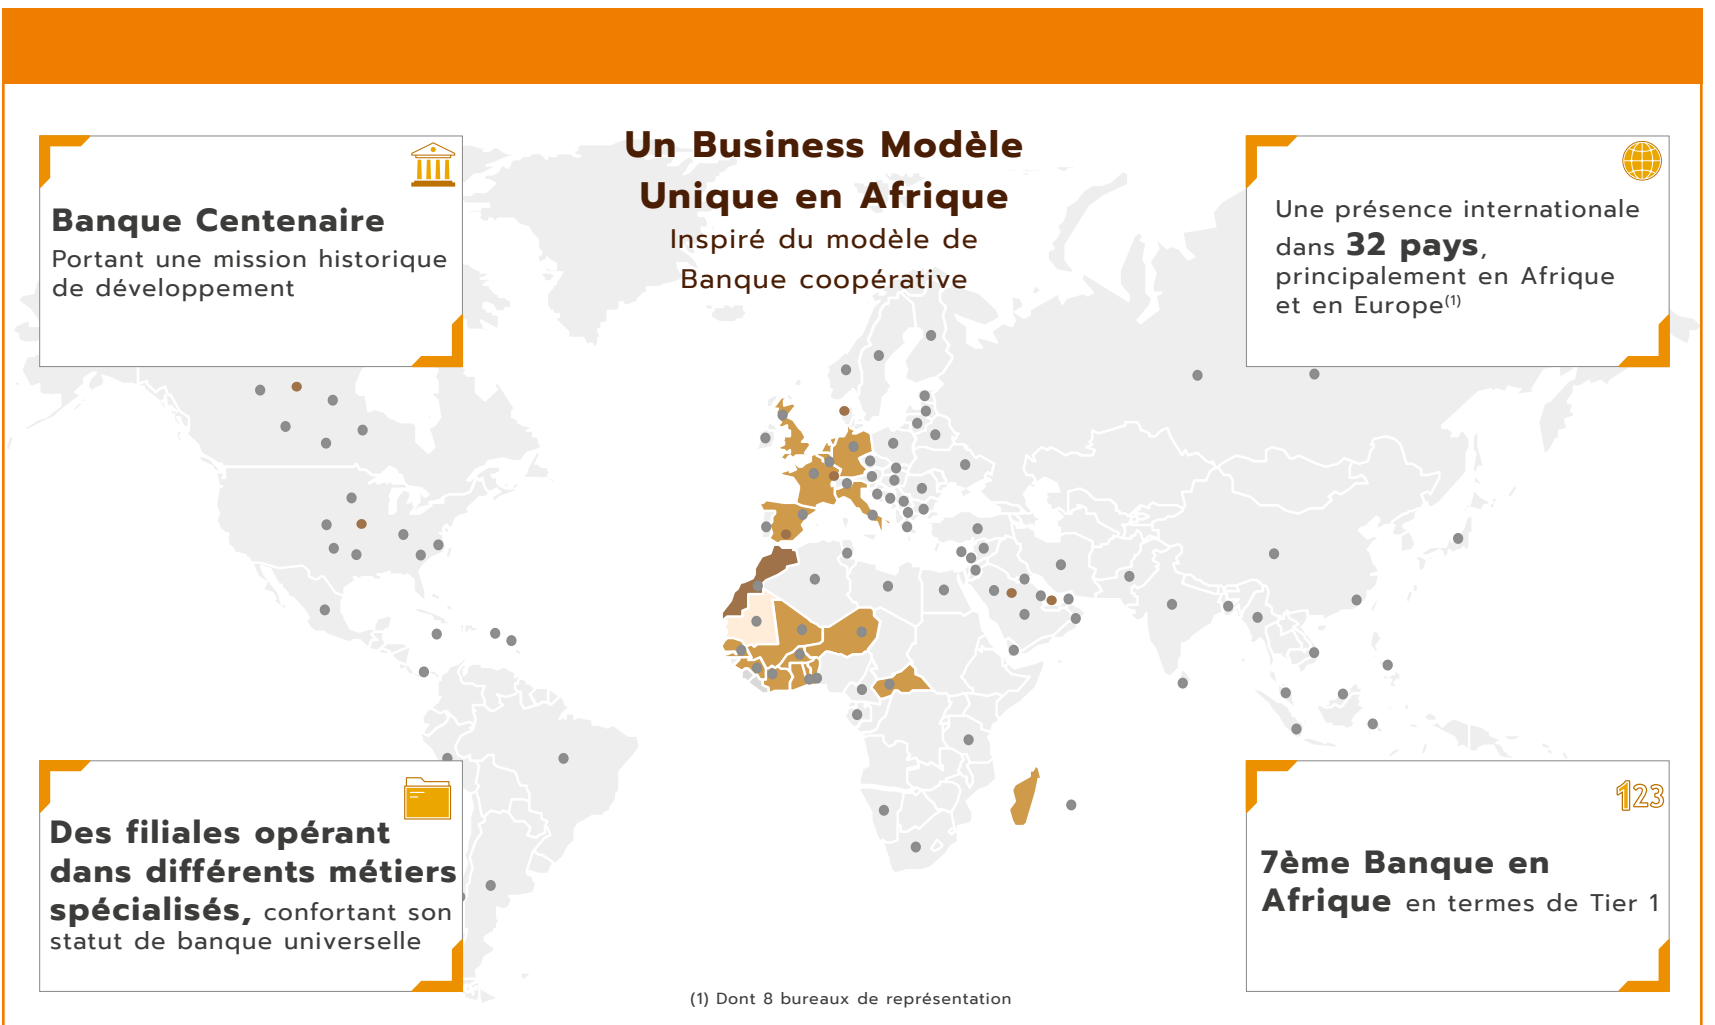 Un Business Modèle
Unique en Afrique
Inspiré du modèle de
Banque coopérative
Banque Centenaire
Portant une mission historique
de développement
Une présence internationale
dans 32 pays,
principalement en Afrique
et en Europe(1)
Des filiales opérant
dans différents métiers
spécialisés, confortant son
statut de banque universelle
123
7ème Banque en
Afrique en termes de Tier 1
(1) Dont 8 bureaux de représentation